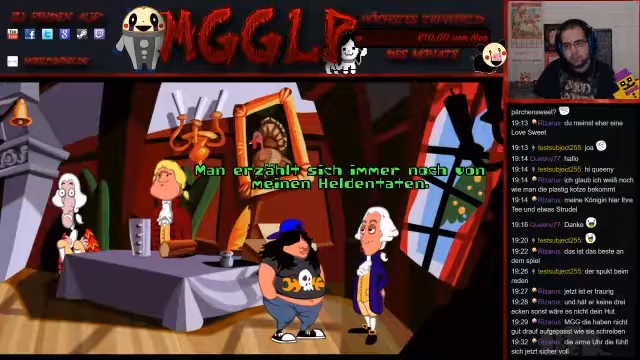 ZU FINDEN AUF
MGGLP
HÖCHSTES TRINKGELD
€10,00 von Neo
DES MONATS
Man erzählt sich immer noch von
meinen Heldentaten.
pärchensweet?
19:13 Rizarus: du meinst eher eine
Love Sweet
19:13 testsubject255: joa
19:14 Queeny77: hallo
19:14 testsubject255: hi queeny
19:14 Rizarus: ich glaub ich weiß noch
wie man die plastig kotze bekommt
19:14 Rizarus: meine Königin hier Ihre
Tee und etwas Strudel
19:16 Queeny77: Danke
19:20 testsubject255:
19:22 Rizarus: das ist das beste an
dem spiel
19:26 testsubject255: der spukt beim
reden
19:27 Rizarus: jetzt ist er traurig
19:28 Rizarus: und häl er keine drei
ecken sonst wäre es nicht dein Hut
19:29 Rizarus: MGG die haben nicht
gut drauf aufgepasst wie sie schreiben
19:32 Rizarus: die arme Uhr die fühlt
sich jetzt sicher voll